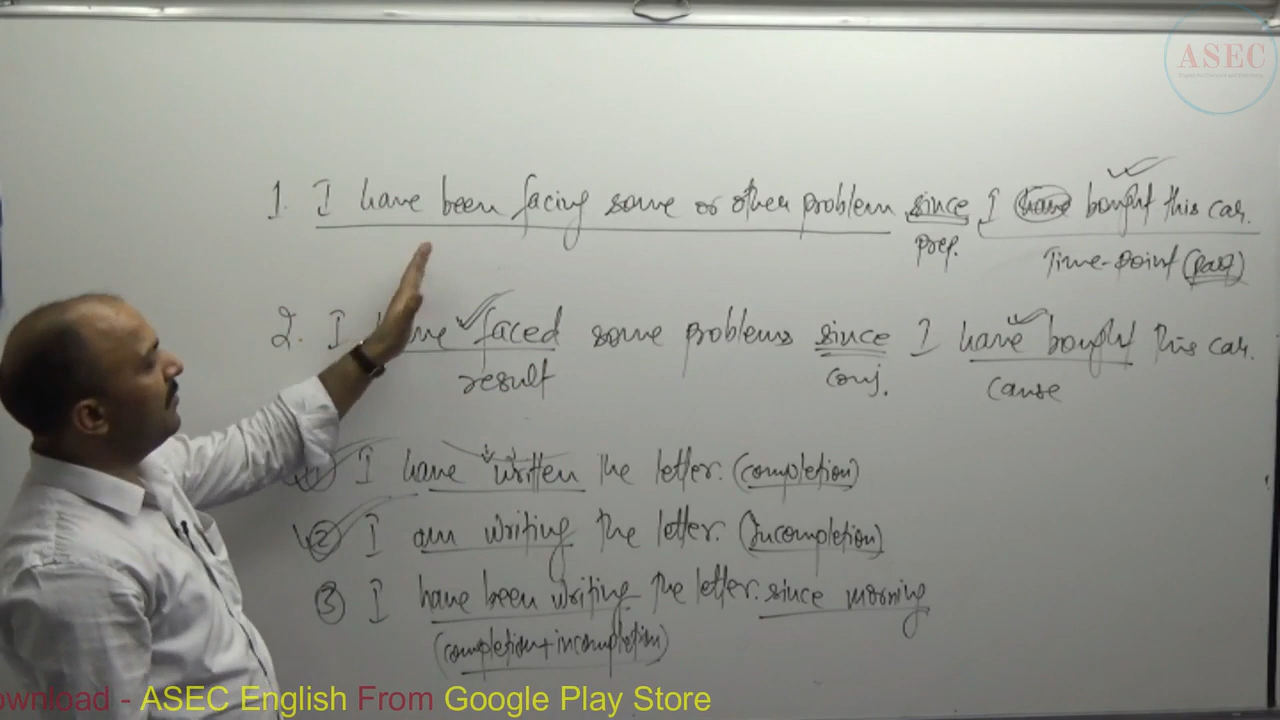 ASEC
1. I have been facing some or other problem since I have bought this car.
prep.
Time-point (past)
2. I faced some problems since I have bought this car.
result
conj.
cause
① I have written the letter. (completion)
② I am writing the letter. (Incompletion)
③ I have been writing the letter. since morning
(completion+incompletion)
ownload - ASEC English From Google Play Store